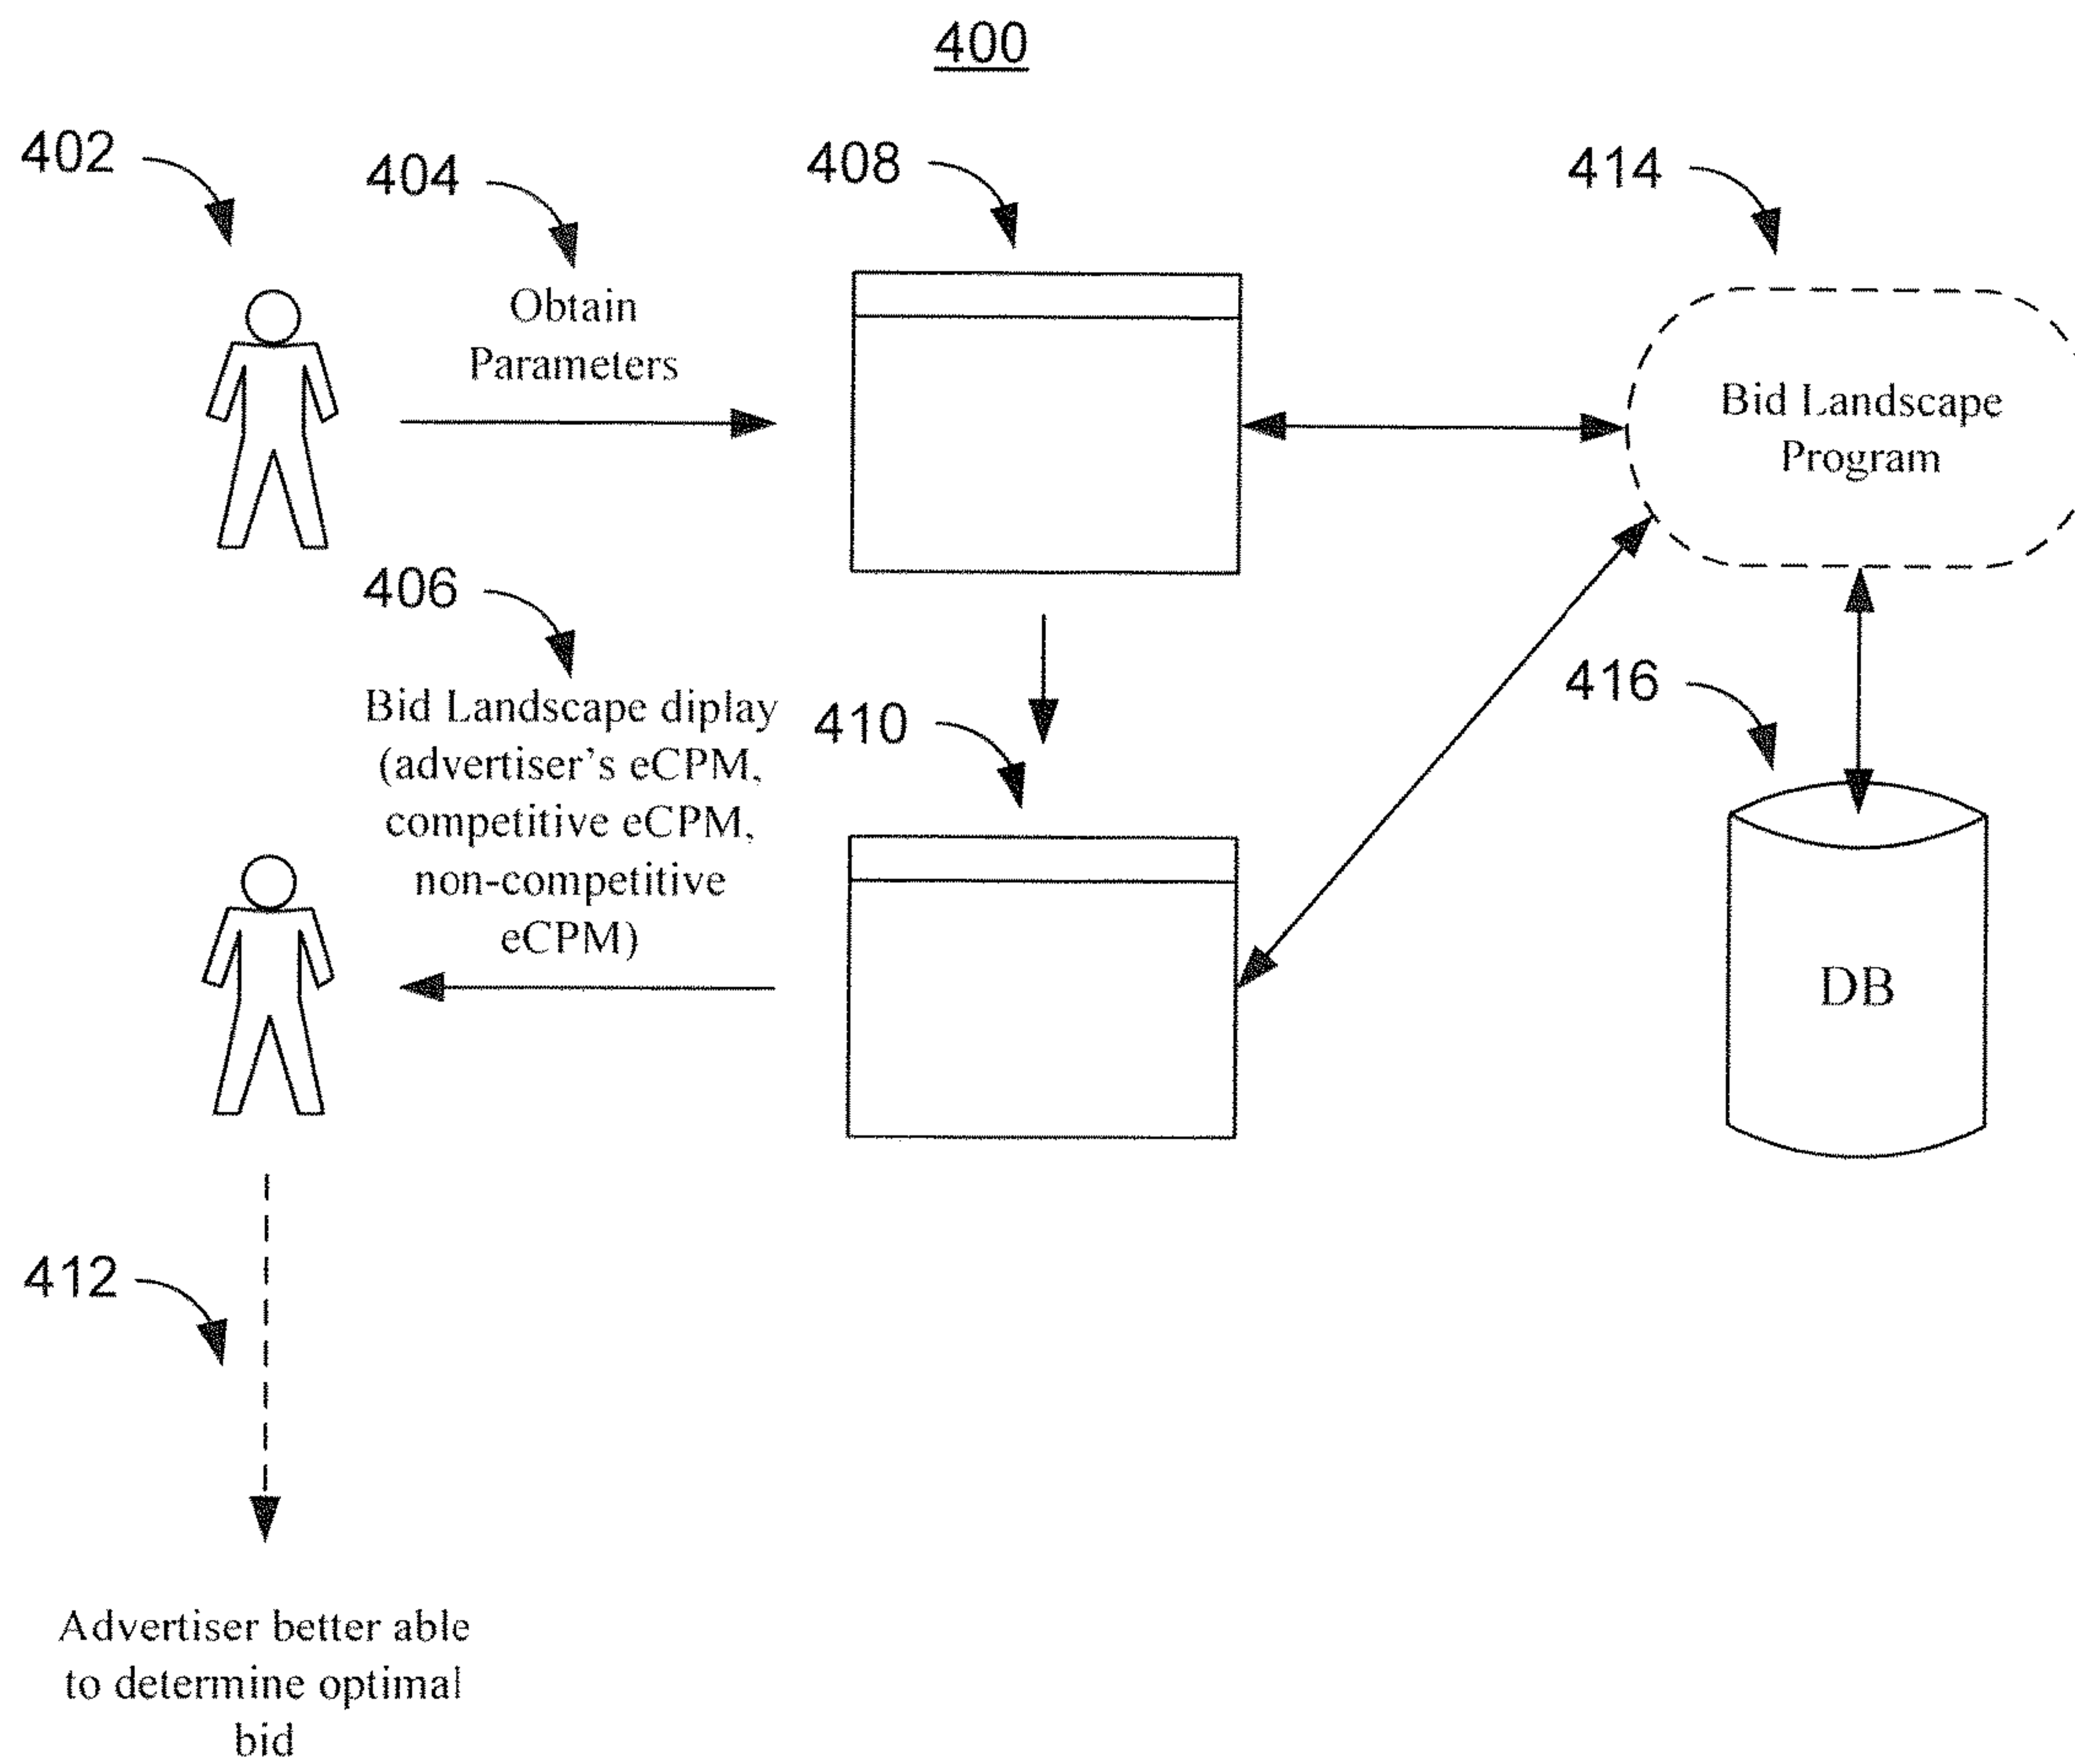 400
402
404
408
414
Obtain
Parameters
Bid Landscape
Program
406
416
Bid Landscape diplay
(advertiser's eCPM,
competitive eCPM,
non-competitive
eCPM)
410
DB
412
Advertiser better able
to determine optimal
bid